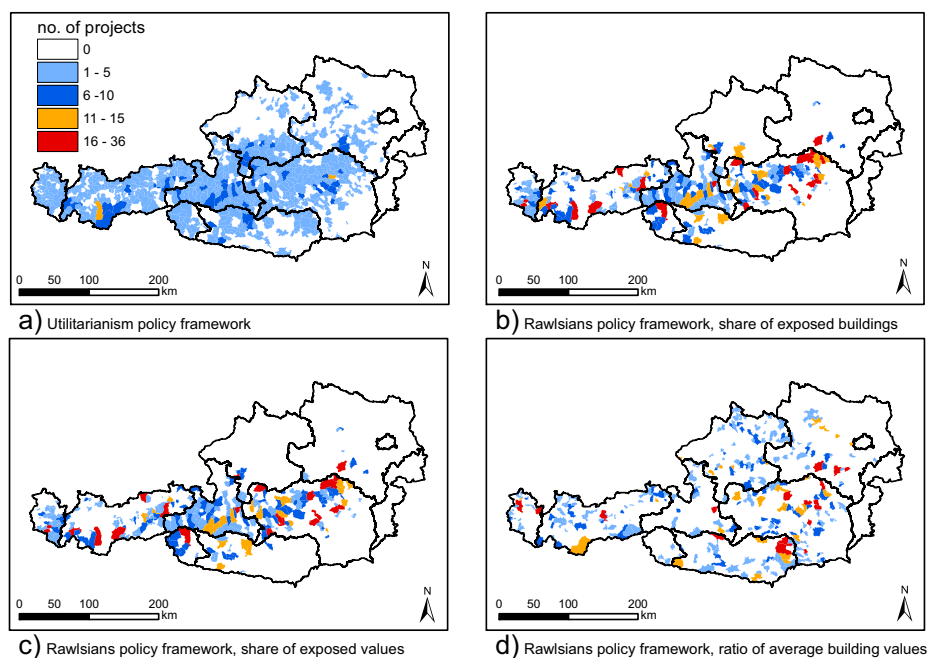 no. of projects
0
1 - 5
6 -10
11 - 15
16 - 36
0 50 100 200
km
N
a) Utilitarianism policy framework
0 50 100 200
km
N
b) Rawlsians policy framework, share of exposed buildings
0 50 100 200
km
N
c) Rawlsians policy framework, share of exposed values
0 50 100 200
km
N
d) Rawlsians policy framework, ratio of average building values